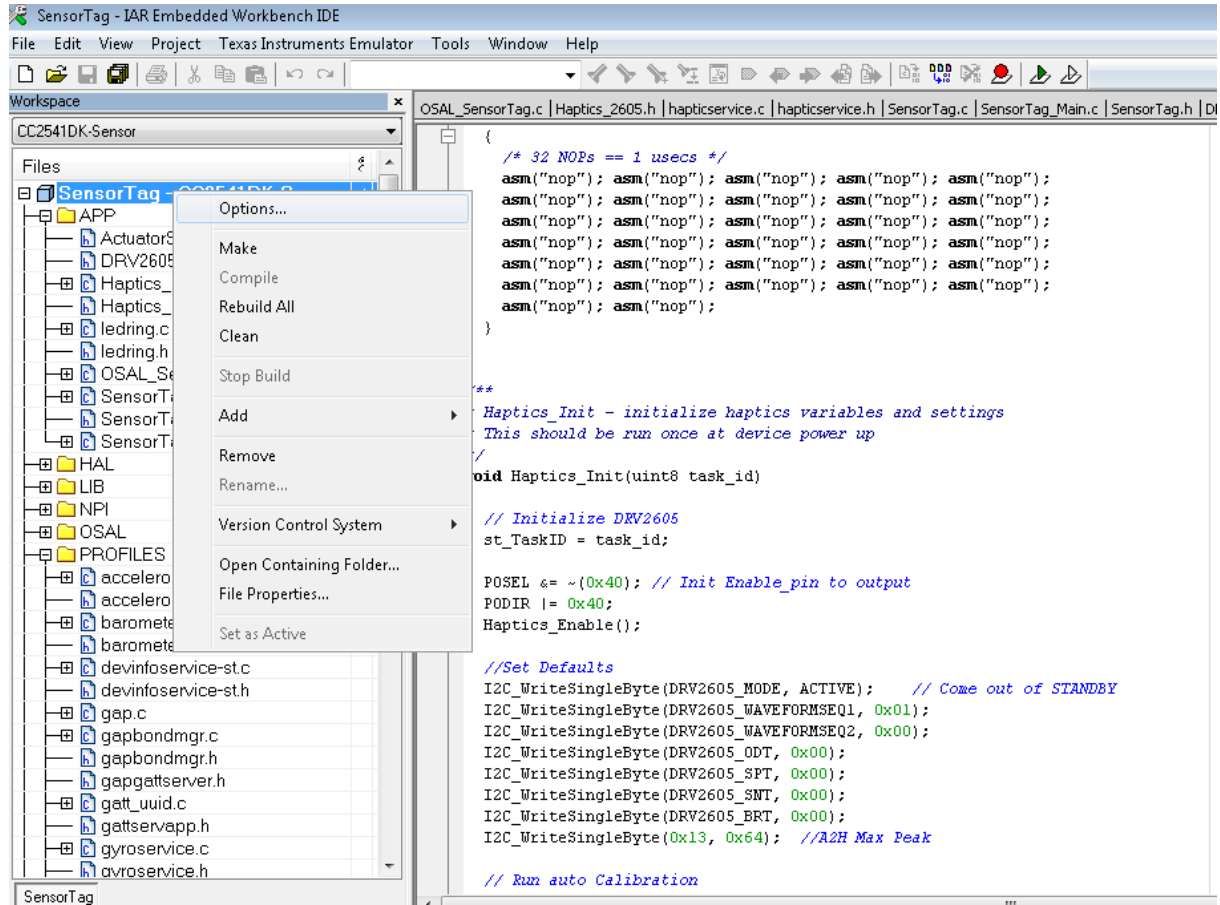 SensorTag - IAR Embedded Workbench IDE
File Edit View Project Texas Instruments Emulator Tools Window Help
Workspace x
CC2541DK-Sensor
Files
SensorTag -
APP
ActuatorS
DRV2605
Haptics_
Haptics_
ledring.c
ledring.h
OSAL_Se
SensorTa
SensorTa
SensorTa
HAL
LIB
NPI
OSAL
PROFILES
accelero
accelero
baromete
baromete
devinfoservice-st.c
devinfoservice-st.h
gap.c
gapbondmgr.c
gapbondmgr.h
gapgattserver.h
gatt_uuid.c
gattservapp.h
gyroservice.c
gyroservice.h
SensorTag
Options...
Make
Compile
Rebuild All
Clean
Stop Build
Add
Remove
Rename...
Version Control System
Open Containing Folder...
File Properties...
Set as Active
OSAL_SensorTag.c | Haptics_2605.h | hapticservice.c | hapticservice.h | SensorTag.c | SensorTag_Main.c | SensorTag.h |
{
/* 32 NOPs == 1 usecs */
asm("nop"); asm("nop"); asm("nop"); asm("nop"); asm("nop");
asm("nop"); asm("nop"); asm("nop"); asm("nop"); asm("nop");
asm("nop"); asm("nop"); asm("nop"); asm("nop"); asm("nop");
asm("nop"); asm("nop"); asm("nop"); asm("nop"); asm("nop");
asm("nop"); asm("nop"); asm("nop"); asm("nop"); asm("nop");
asm("nop"); asm("nop"); asm("nop"); asm("nop"); asm("nop");
asm("nop"); asm("nop");
}
**
Haptics_Init - initialize haptics variables and settings
This should be run once at device power up
/
oid Haptics_Init(uint8 task_id)
// Initialize DRV2605
st_TaskID = task_id;
P0SEL &= ~(0x40); // Init Enable_pin to output
P0DIR |= 0x40;
Haptics_Enable();
//Set Defaults
I2C_WriteSingleByte(DRV2605_MODE, ACTIVE); // Come out of STANDBY
I2C_WriteSingleByte(DRV2605_WAVEFORMSEQ1, 0x01);
I2C_WriteSingleByte(DRV2605_WAVEFORMSEQ2, 0x00);
I2C_WriteSingleByte(DRV2605_ODT, 0x00);
I2C_WriteSingleByte(DRV2605_SPT, 0x00);
I2C_WriteSingleByte(DRV2605_SNT, 0x00);
I2C_WriteSingleByte(DRV2605_BRT, 0x00);
I2C_WriteSingleByte(0x13, 0x64); //A2H Max Peak
// Run auto Calibration